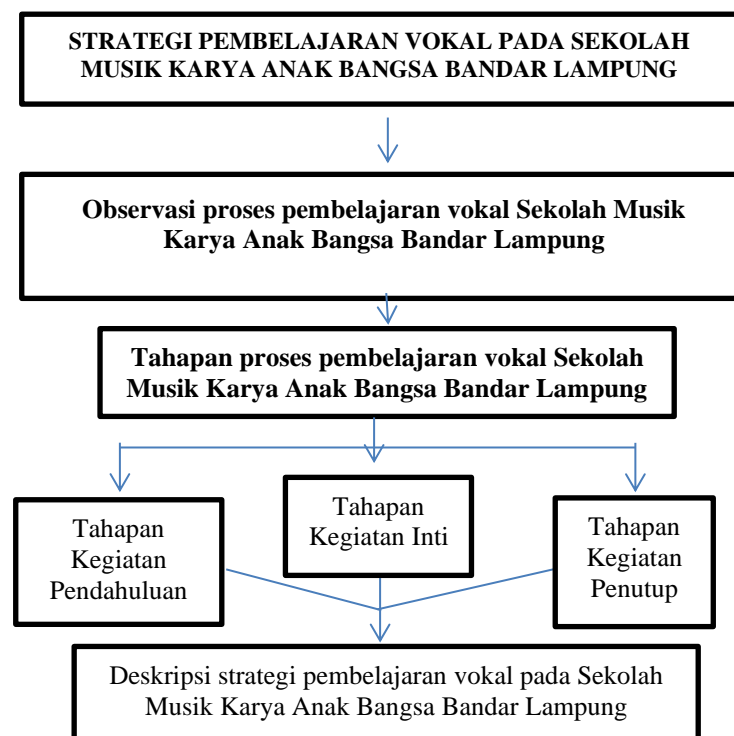 STRATEGI PEMBELAJARAN VOKAL PADA SEKOLAH
MUSIK KARYA ANAK BANGSA BANDAR LAMPUNG
Observasi proses pembelajaran vokal Sekolah Musik
Karya Anak Bangsa Bandar Lampung
Tahapan proses pembelajaran vokal Sekolah
Musik Karya Anak Bangsa Bandar Lampung
Tahapan
Kegiatan
Pendahuluan
Tahapan
Kegiatan Inti
Tahapan
Kegiatan
Penutup
Deskripsi strategi pembelajaran vokal pada Sekolah
Musik Karya Anak Bangsa Bandar Lampung